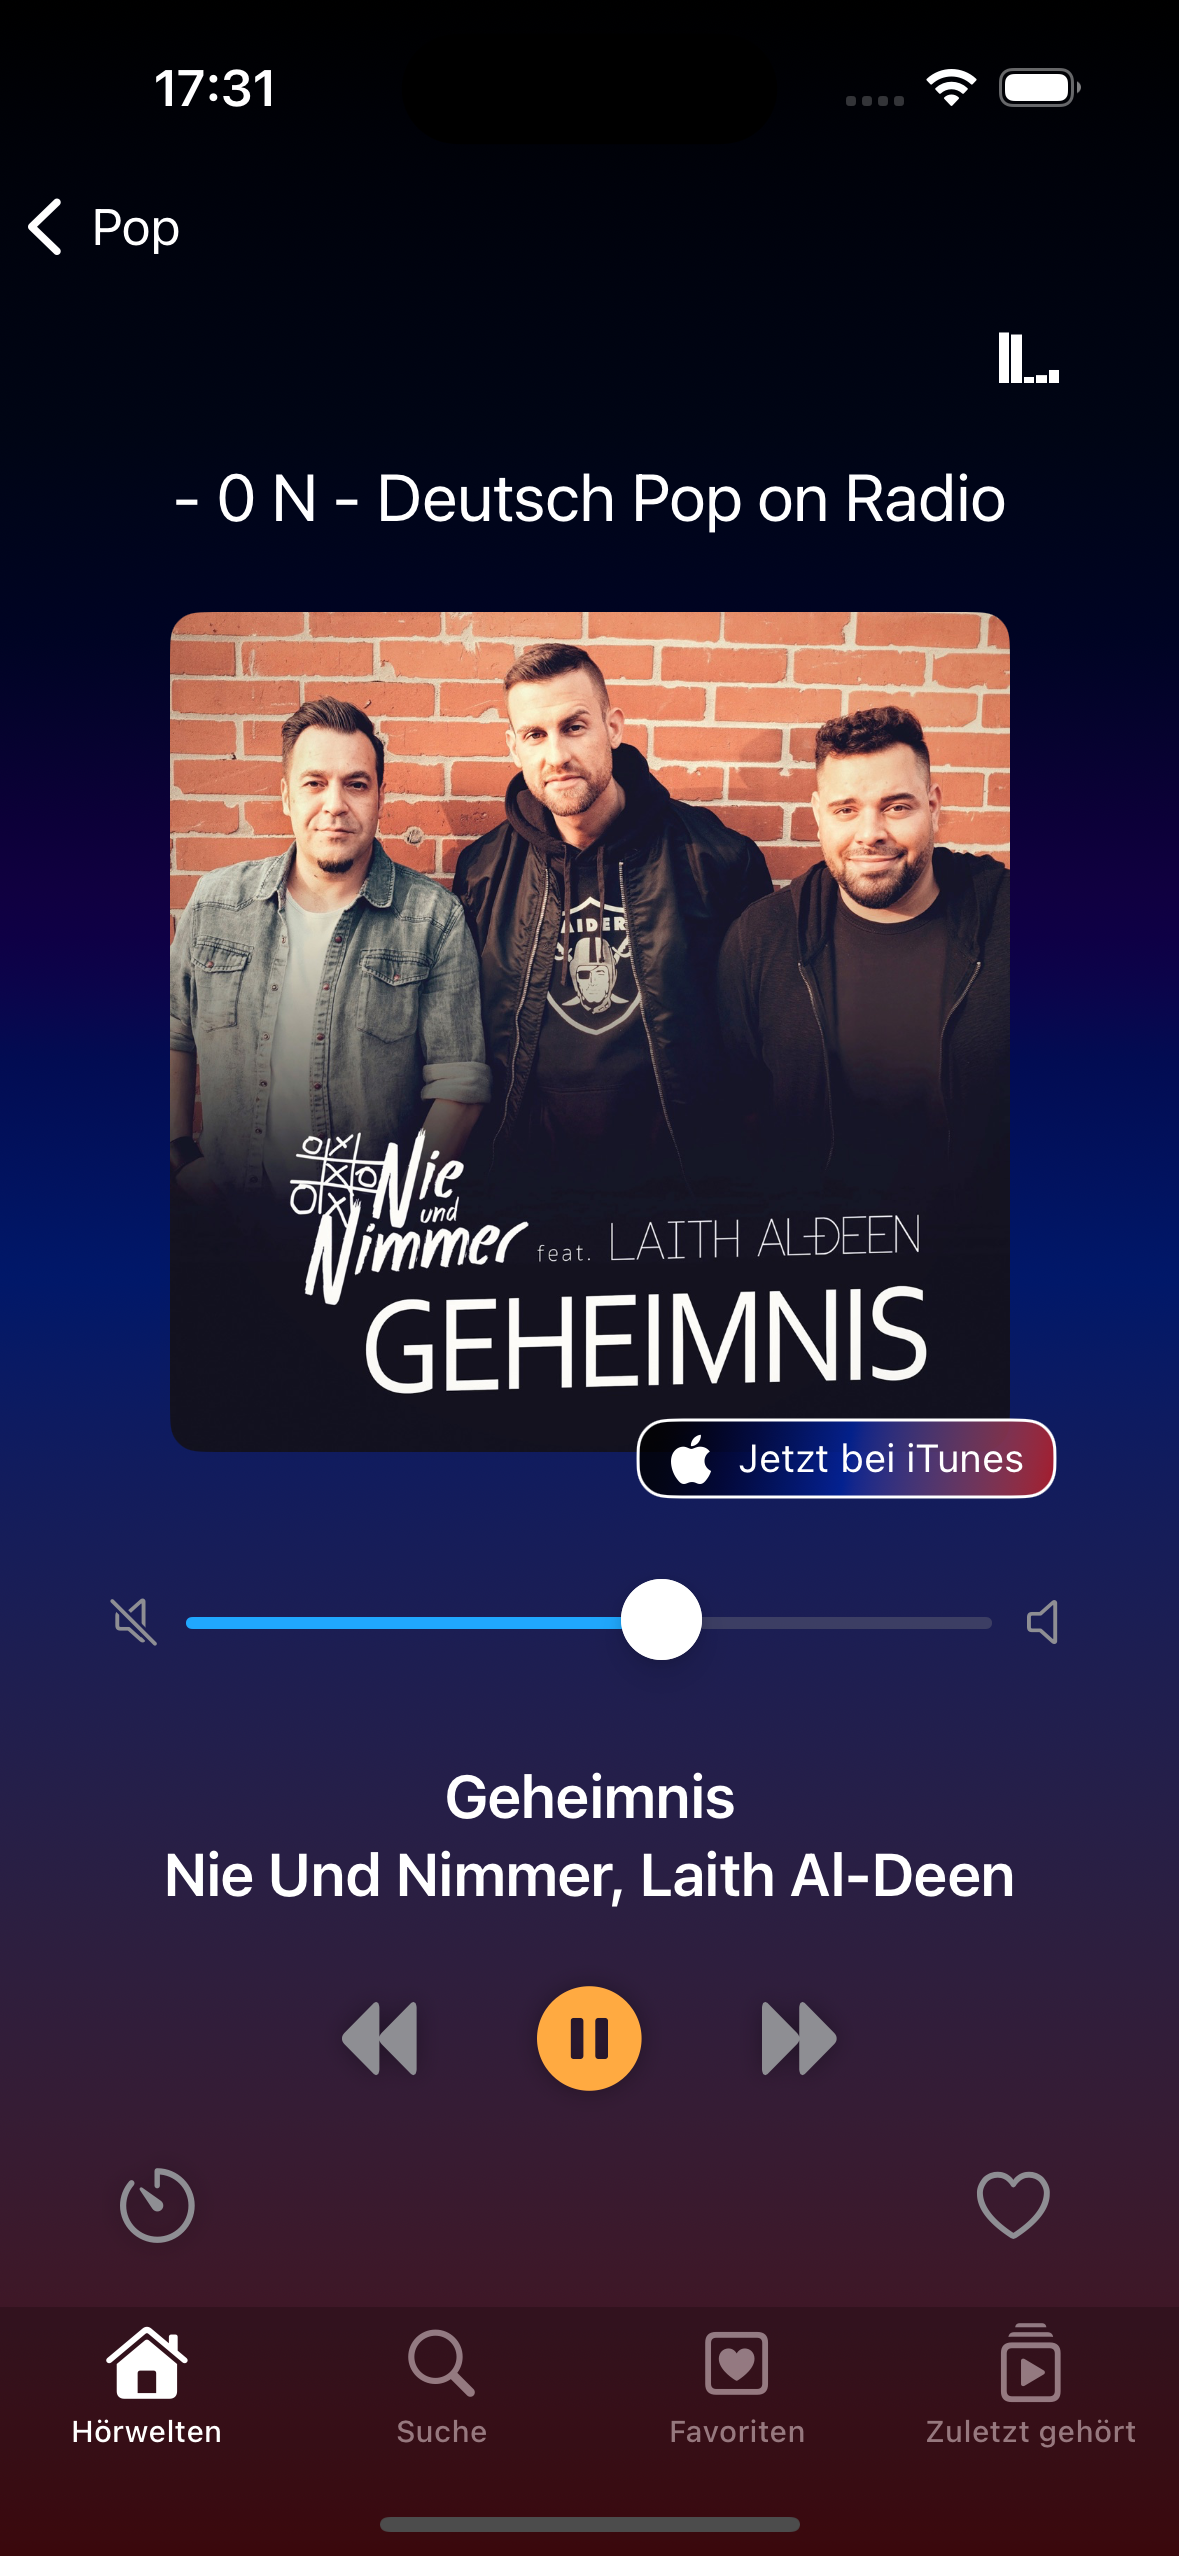 17:31
Pop
- 0 N - Deutsch Pop on Radio
AIDER
Nie
und
Nimmer feat. LAITH AL-DEEN
GEHEIMNIS
Jetzt bei iTunes
Geheimnis
Nie Und Nimmer, Laith Al-Deen
Hörwelten Suche Favoriten Zuletzt gehört